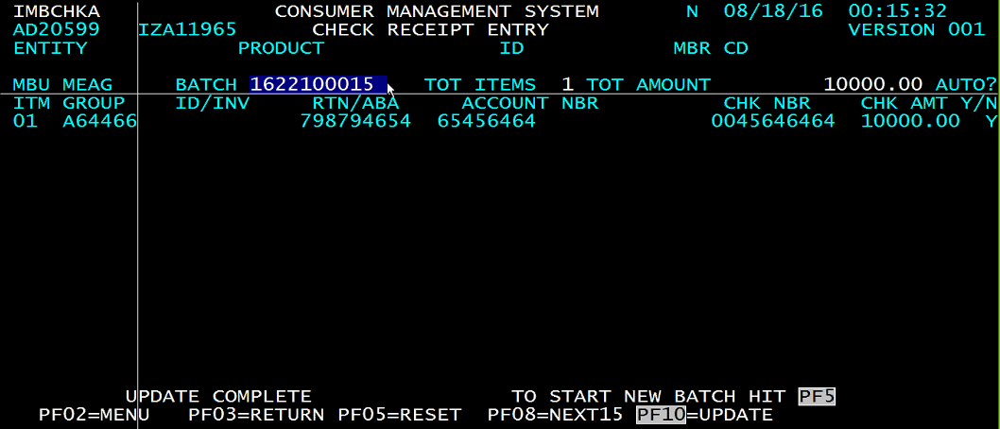 IMBCHKA CONSUMER MANAGEMENT SYSTEM N 08/18/16 00:15:32
AD20599 IZA11965 CHECK RECEIPT ENTRY VERSION 001
ENTITY PRODUCT ID MBR CD
MBU MEAG BATCH 1622100015 TOT ITEMS 1 TOT AMOUNT 10000.00 AUTO?
ITM GROUP ID/INV RTN/ABA ACCOUNT NBR CHK NBR CHK AMT Y/N
01 A64466 798794654 65456464 0045646464 10000.00 Y
UPDATE COMPLETE TO START NEW BATCH HIT PF5
PF02=MENU PF03=RETURN PF05=RESET PF08=NEXT15 PF10=UPDATE